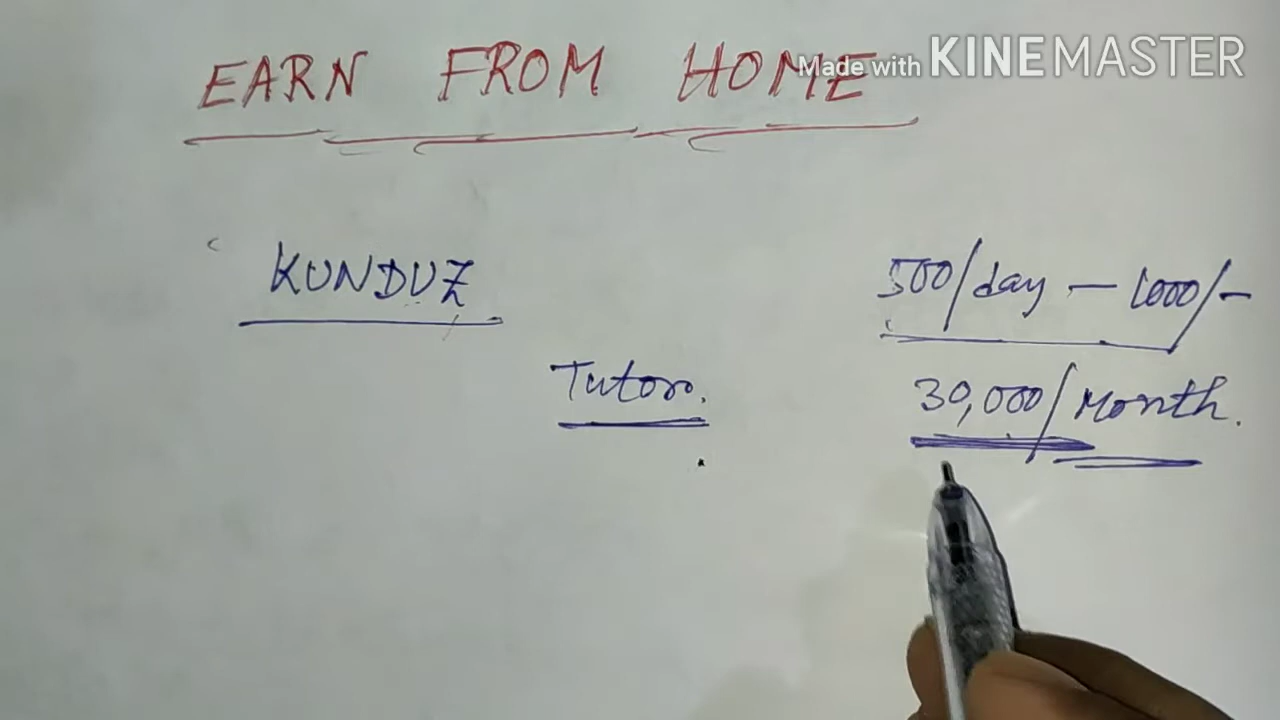 EARN FROM HOME
Made with KINEMASTER
KUNDUZ
500/day - 1000/-
Tutor.
30,000/Month.